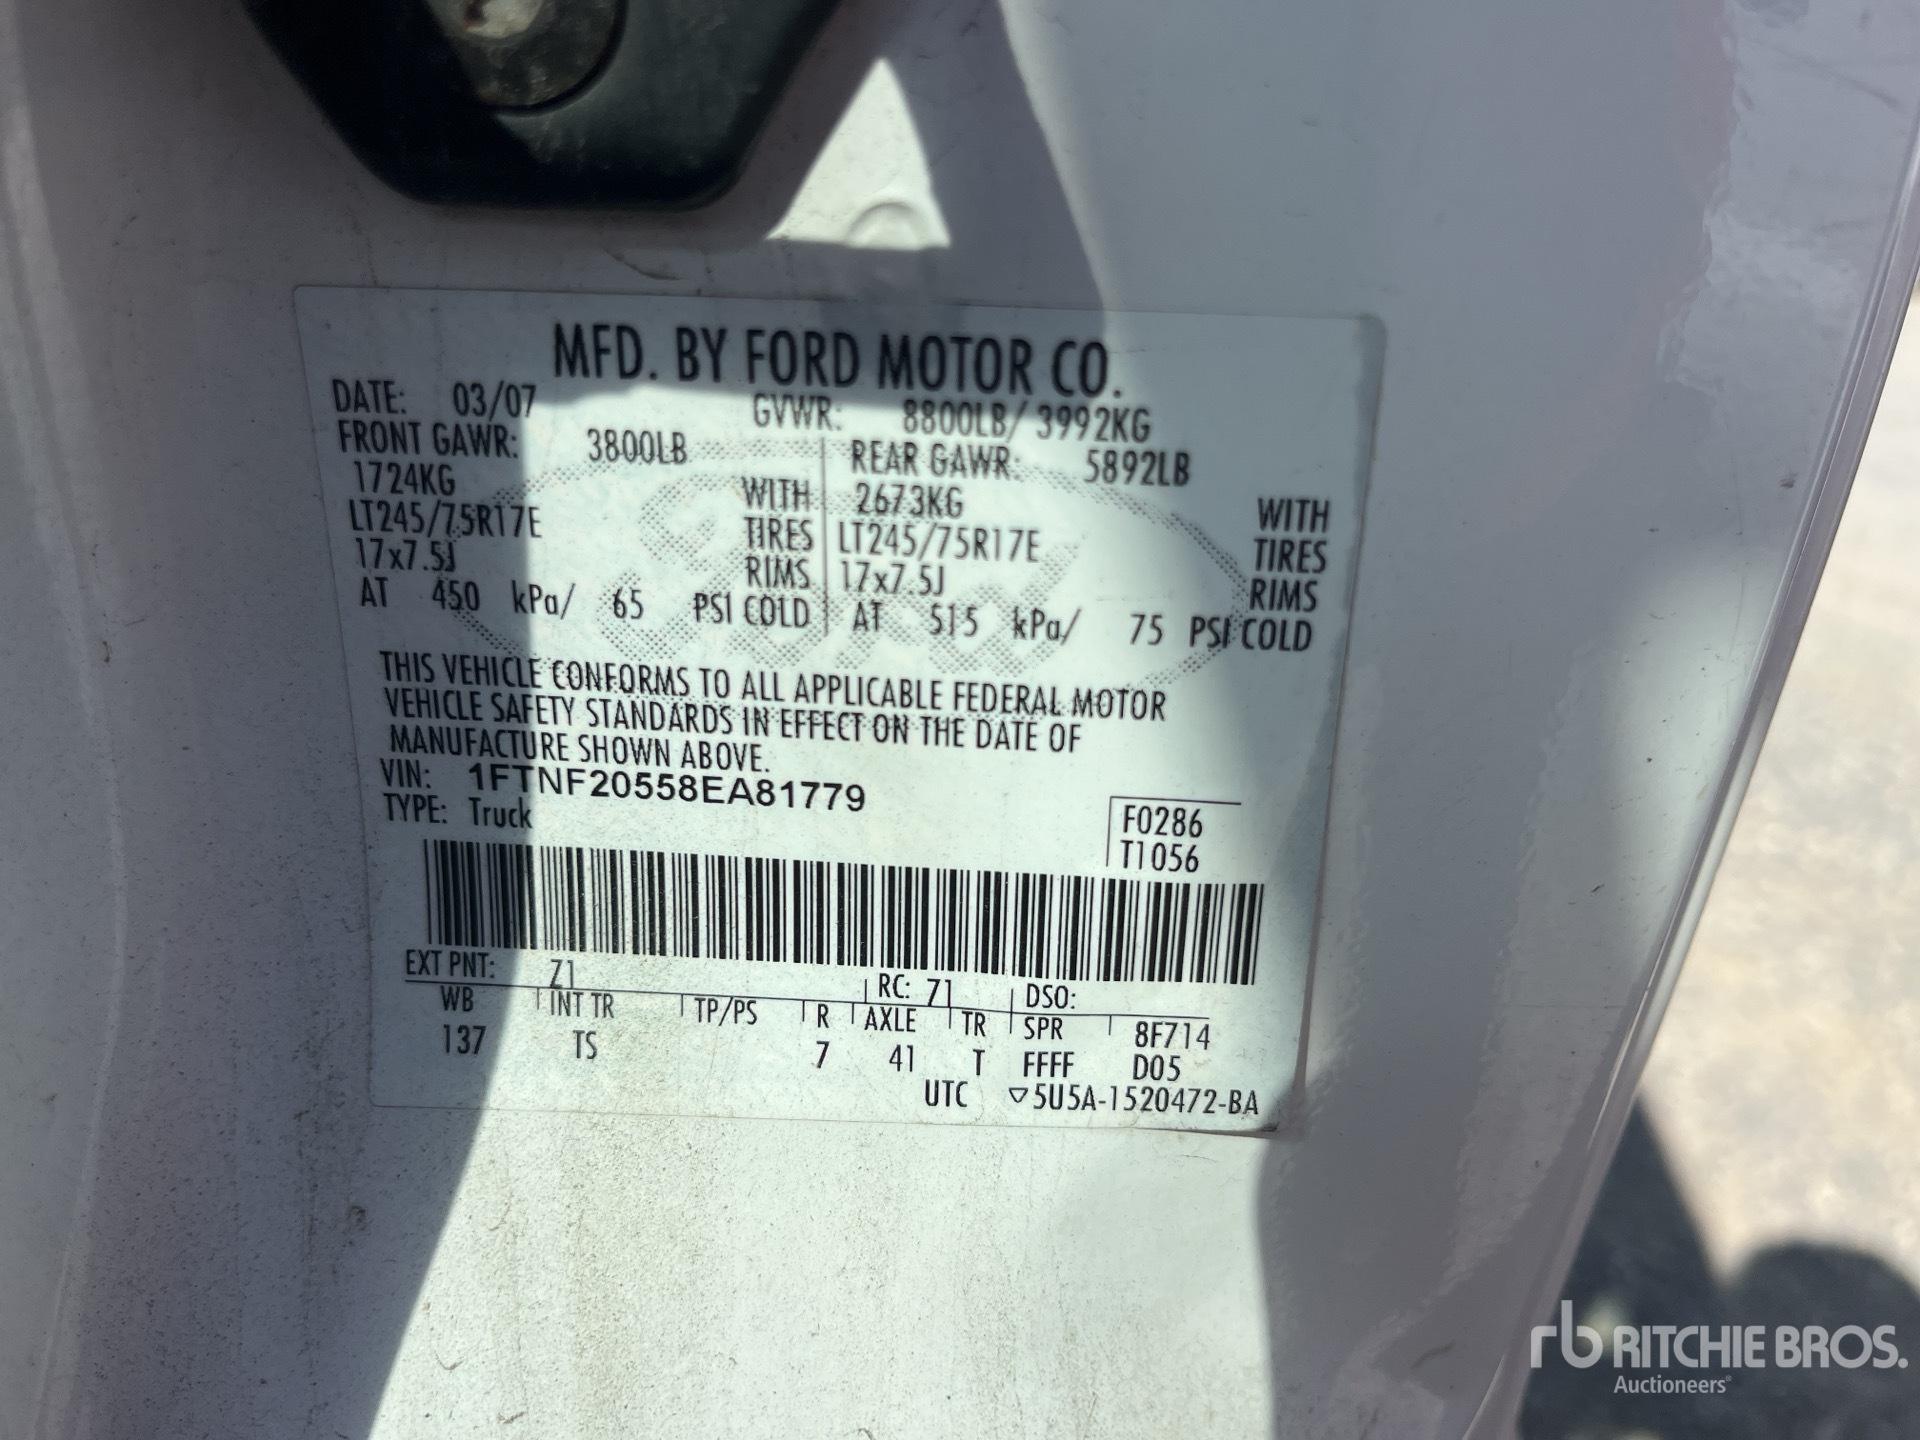 MFD. BY FORD MOTOR CO.
DATE: 03/07 GVWR: 8800LB/ 3992KG
FRONT GAWR: 3800LB REAR GAWR: 5892LB
1724KG WITH 2673KG WITH
LT245/75R17E TIRES LT245/75R17E TIRES
17x7.5J RIMS 17x7.5J RIMS
AT 450 kPa/ 65 PSI COLD AT 515 kPa/ 75 PSI COLD
THIS VEHICLE CONFORMS TO ALL APPLICABLE FEDERAL MOTOR
VEHICLE SAFETY STANDARDS IN EFFECT ON THE DATE OF
MANUFACTURE SHOWN ABOVE.
VIN: 1FTNF20558EA81779
TYPE: Truck
F0286
T1056
EXT PNT: Z1 RC: 71 DSO:
WB INT TR TP/PS R AXLE TR SPR 8F714
137 TS 7 41 T FFFF D05
UTC ▽5U5A-1520472-BA
rb RITCHIE BROS.
Auctioneers®